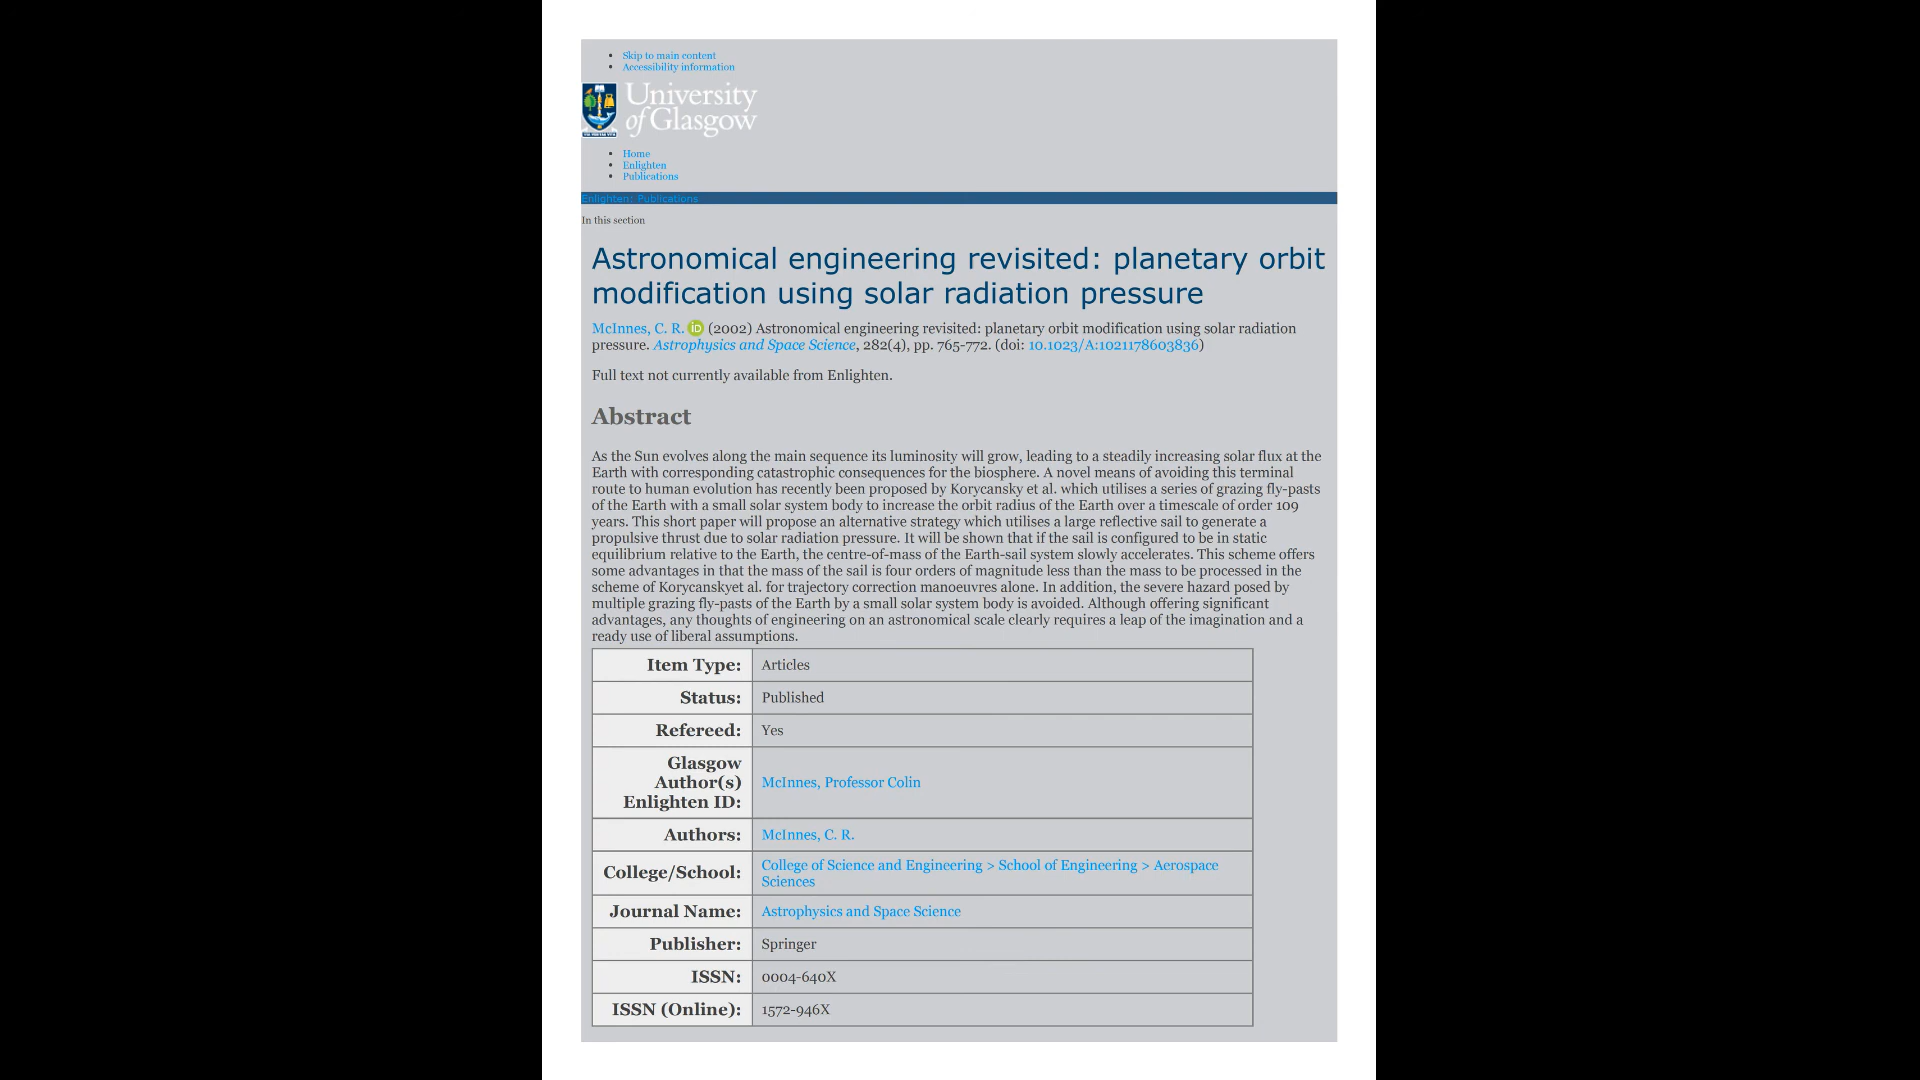 Skip to main content
Accessibility information
University
of Glasgow
Home
Enlighten
Publications
Enlighten: Publications
In this section
Astronomical engineering revisited: planetary orbit
modification using solar radiation pressure
McInnes, C. R. iD (2002) Astronomical engineering revisited: planetary orbit modification using solar radiation
pressure. Astrophysics and Space Science, 282(4), pp. 765-772. (doi: 10.1023/A:1021178603836)
Full text not currently available from Enlighten.
Abstract
As the Sun evolves along the main sequence its luminosity will grow, leading to a steadily increasing solar flux at the
Earth with corresponding catastrophic consequences for the biosphere. A novel means of avoiding this terminal
route to human evolution has recently been proposed by Korycansky et al. which utilises a series of grazing fly-pasts
of the Earth with a small solar system body to increase the orbit radius of the Earth over a timescale of order 109
years. This short paper will propose an alternative strategy which utilises a large reflective sail to generate a
propulsive thrust due to solar radiation pressure. It will be shown that if the sail is configured to be in static
equilibrium relative to the Earth, the centre-of-mass of the Earth-sail system slowly accelerates. This scheme offers
some advantages in that the mass of the sail is four orders of magnitude less than the mass to be processed in the
scheme of Korycanskyet al. for trajectory correction manoeuvres alone. In addition, the severe hazard posed by
multiple grazing fly-pasts of the Earth by a small solar system body is avoided. Although offering significant
advantages, any thoughts of engineering on an astronomical scale clearly requires a leap of the imagination and a
ready use of liberal assumptions.
Item Type: Articles
Status: Published
Refereed: Yes
Glasgow
Author(s)
Enlighten ID:
McInnes, Professor Colin
Authors: McInnes, C. R.
College/School:
College of Science and Engineering > School of Engineering > Aerospace
Sciences
Journal Name: Astrophysics and Space Science
Publisher: Springer
ISSN: 0004-640X
ISSN (Online): 1572-946X